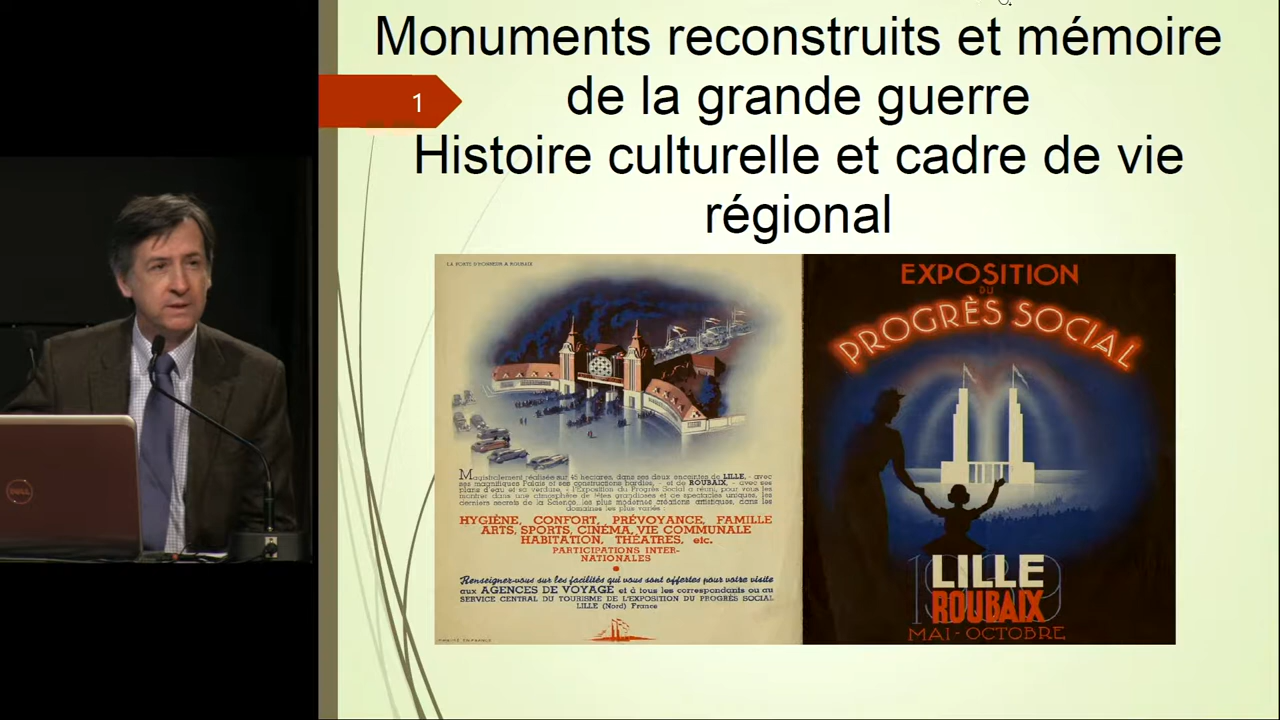 Monuments reconstruits et mémoire
de la grande guerre
Histoire culturelle et cadre de vie
régional
1
LA PORTE D'HONNEUR A ROUBAIX
Magistralement réalisée sur 45 hectares, dans ses deux enceintes de LILLE, - avec
ses magnifiques Palais et ses constructions hardies, - et de ROUBAIX, - avec ses
plans d'eau et sa verdure, - l'Exposition du Progrès Social a réuni, pour vous les
montrer dans une atmosphère de fêtes grandioses et de spectacles uniques, les
derniers secrets de la Science, les plus modernes créations artistiques, dans les
domaines les plus variés :
HYGIÈNE, CONFORT, PRÉVOYANCE, FAMILLE
ARTS, SPORTS, CINÉMA, VIE COMMUNALE
HABITATION, THÉATRES, etc.
PARTICIPATIONS INTER-
NATIONALES
Renseignez-vous sur les facilités qui vous sont offertes pour votre visite
aux AGENCES DE VOYAGE et à tous les correspondants ou au
SERVICE CENTRAL DU TOURISME DE L'EXPOSITION DU PROGRÈS SOCIAL
LILLE (Nord) France
EXPOSITION
DU
PROGRÈS SOCIAL
1939
LILLE
ROUBAIX
MAI - OCTOBRE
DELL